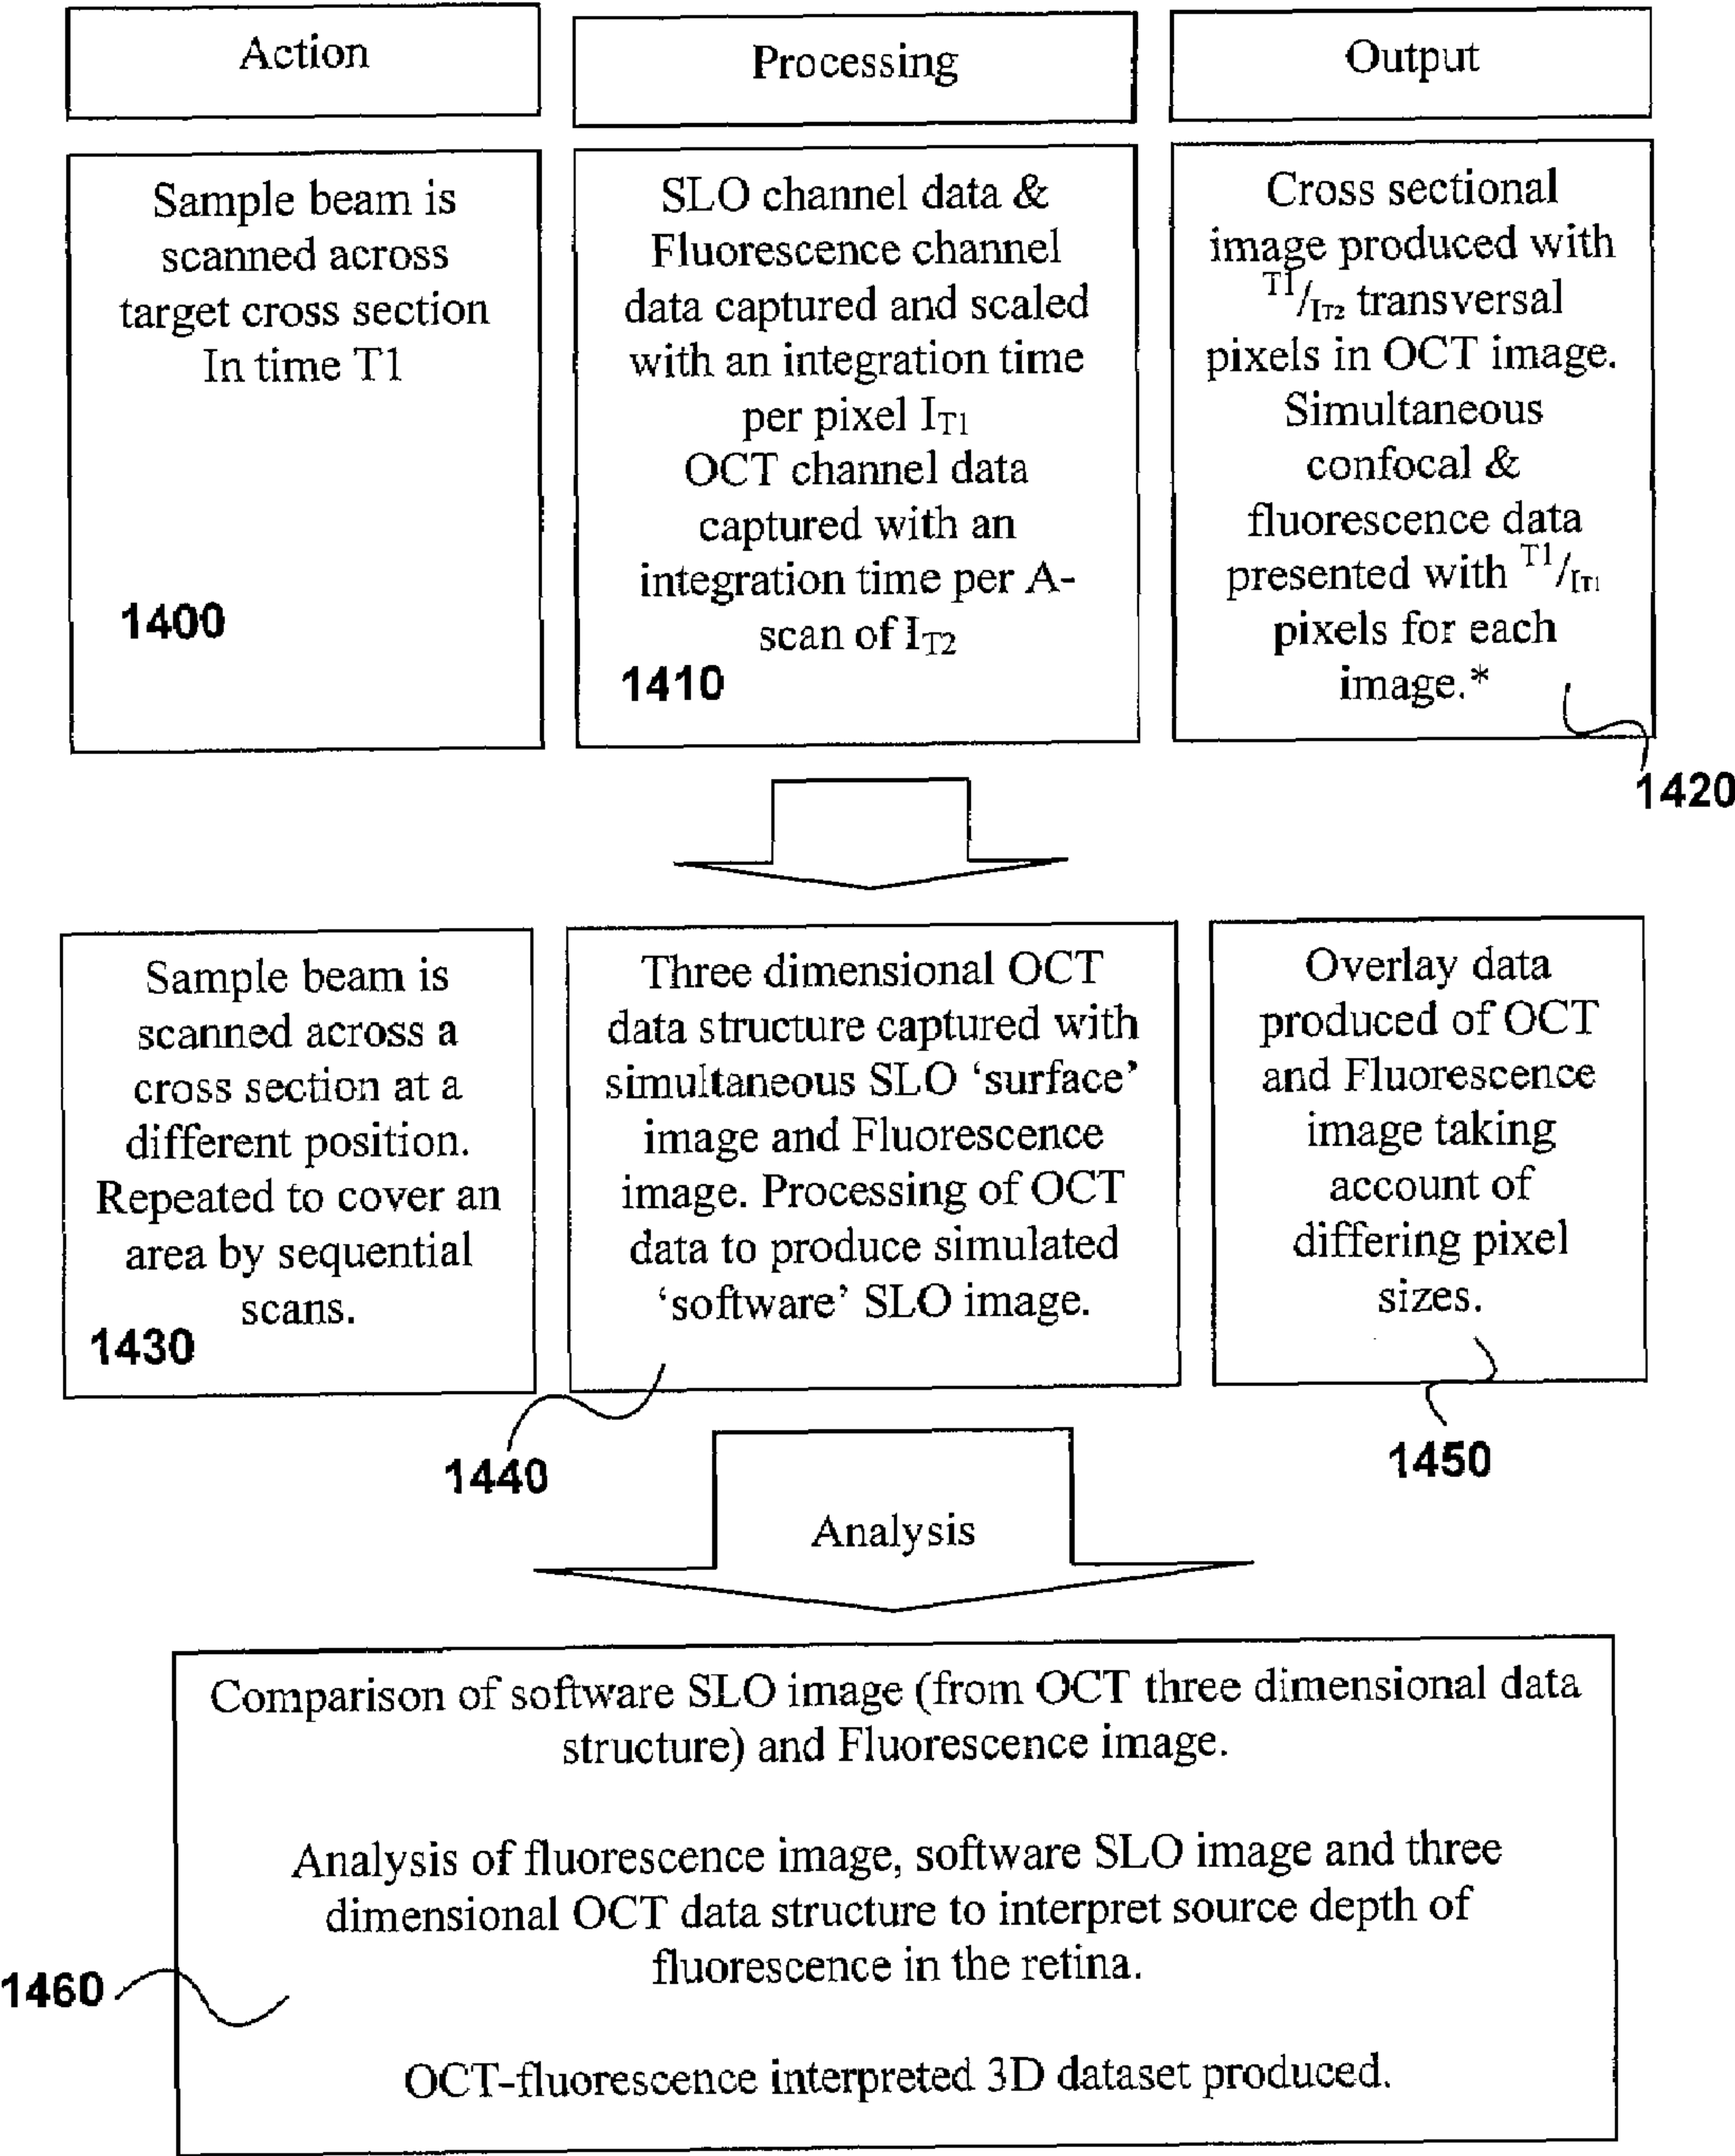 Action
Processing
Output
Sample beam is
scanned across
target cross section
In time T1
1400
SLO channel data &
Fluorescence channel
data captured and scaled
with an integration time
per pixel IT1
OCT channel data
captured with an
integration time per A-
scan of IT2
1410
Cross sectional
image produced with
T1/IT2 transversal
pixels in OCT image.
Simultaneous
confocal &
fluorescence data
presented with T1/IT1
pixels for each
image.*
1420
Sample beam is
scanned across a
cross section at a
different position.
Repeated to cover an
area by sequential
scans.
1430
Three dimensional OCT
data structure captured with
simultaneous SLO ‘surface’
image and Fluorescence
image. Processing of OCT
data to produce simulated
‘software’ SLO image.
1440
Overlay data
produced of OCT
and Fluorescence
image taking
account of
differing pixel
sizes.
1450
Analysis
Comparison of software SLO image (from OCT three dimensional data
structure) and Fluorescence image.
Analysis of fluorescence image, software SLO image and three
dimensional OCT data structure to interpret source depth of
fluorescence in the retina.
1460
OCT-fluorescence interpreted 3D dataset produced.